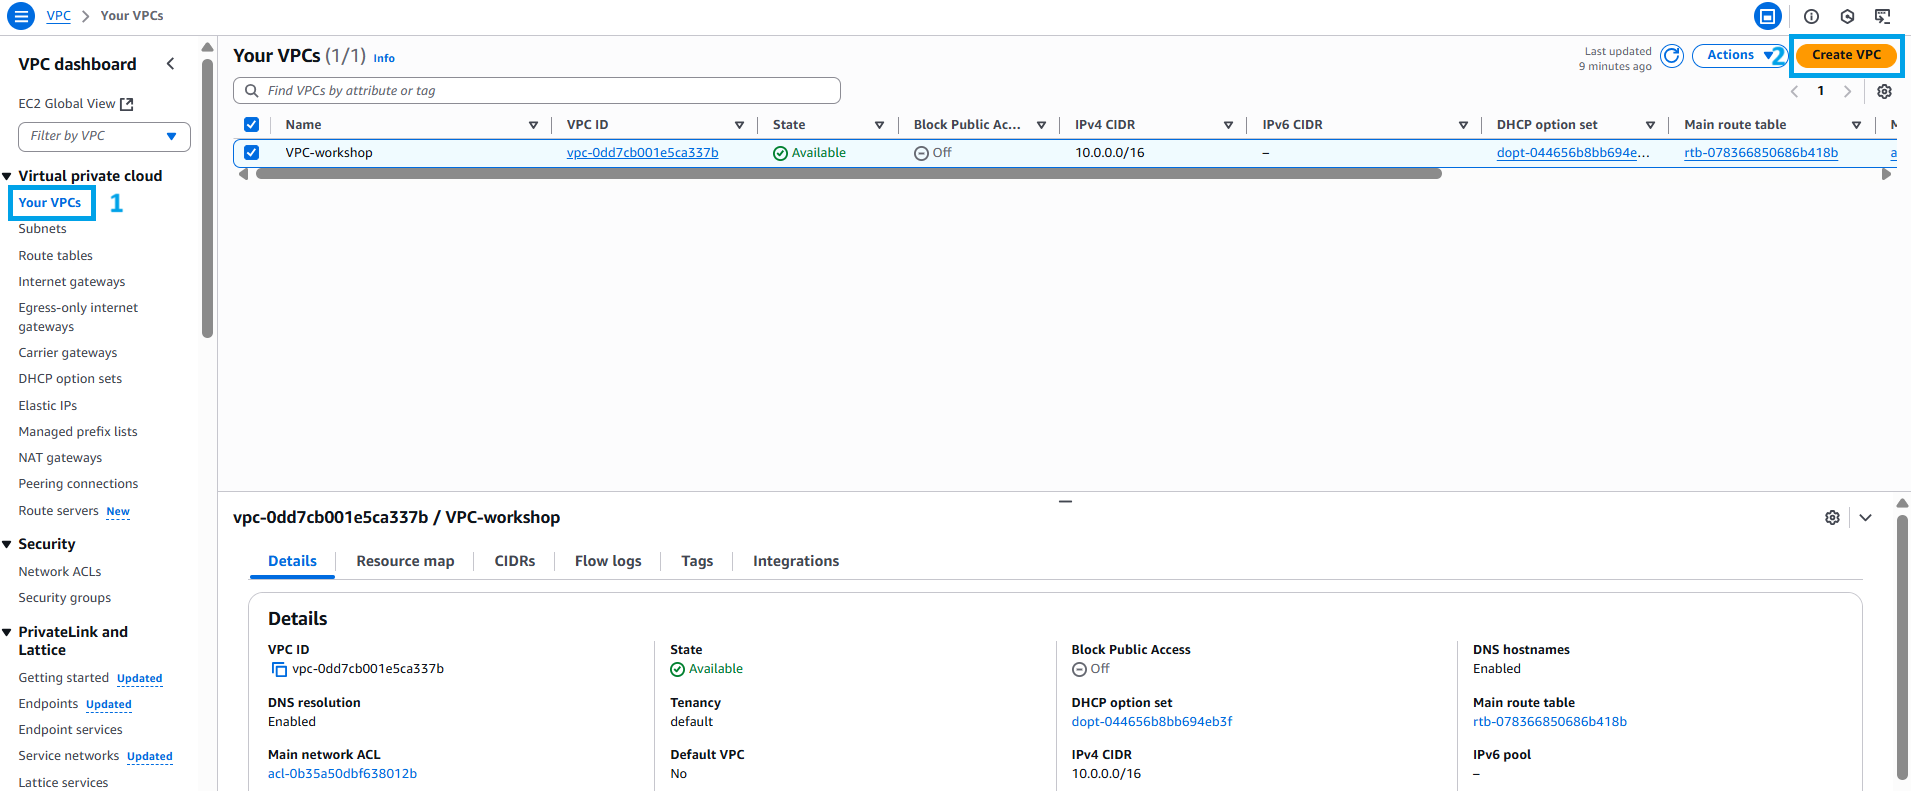 VPC > Your VPCs
VPC dashboard
EC2 Global View
Filter by VPC
Virtual private cloud
Your VPCs 1
Subnets
Route tables
Internet gateways
Egress-only internet
gateways
Carrier gateways
DHCP option sets
Elastic IPs
Managed prefix lists
NAT gateways
Peering connections
Route servers New
Security
Network ACLs
Security groups
PrivateLink and
Lattice
Getting started Updated
Endpoints Updated
Endpoint services
Service networks Updated
Lattice services
Your VPCs (1/1) Info
Last updated
9 minutes ago
Actions 2 Create VPC
Find VPCs by attribute or tag
1
Name VPC ID State Block Public Ac... IPv4 CIDR IPv6 CIDR DHCP option set Main route table
VPC-workshop vpc-0dd7cb001e5ca337b Available Off 10.0.0.0/16 – dopt-044656b8bb694e... rtb-078366850686b418b
vpc-0dd7cb001e5ca337b / VPC-workshop
Details Resource map CIDRs Flow logs Tags Integrations
Details
VPC ID State Block Public Access DNS hostnames
vpc-0dd7cb001e5ca337b Available Off Enabled
DNS resolution Tenancy DHCP option set Main route table
Enabled default dopt-044656b8bb694eb3f rtb-078366850686b418b
Main network ACL Default VPC IPv4 CIDR IPv6 pool
acl-0b35a50dbf638012b No 10.0.0.0/16 –